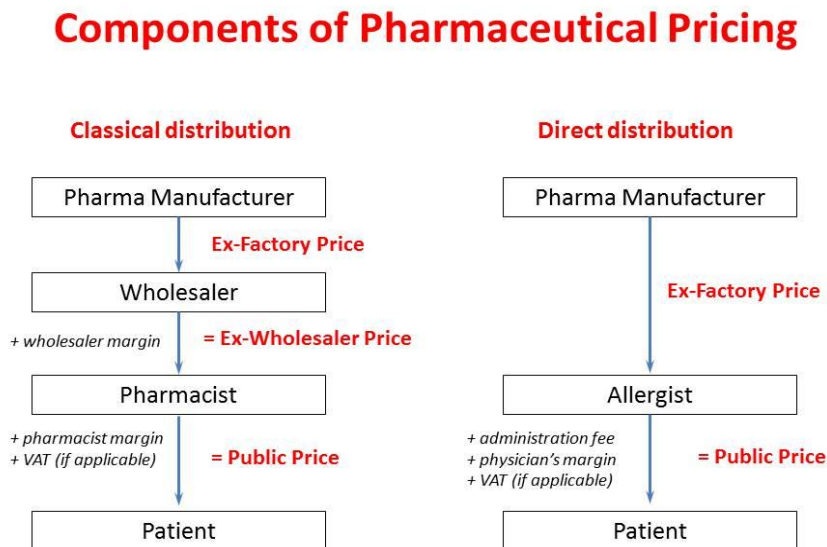 Components of Pharmaceutical Pricing
Classical distribution
Pharma Manufacturer
Ex-Factory Price
Wholesaler
+ wholesaler margin
= Ex-Wholesaler Price
Pharmacist
+ pharmacist margin
+ VAT (if applicable)
= Public Price
Patient
Direct distribution
Pharma Manufacturer
Ex-Factory Price
Allergist
+ administration fee
+ physician's margin
+ VAT (if applicable)
= Public Price
Patient